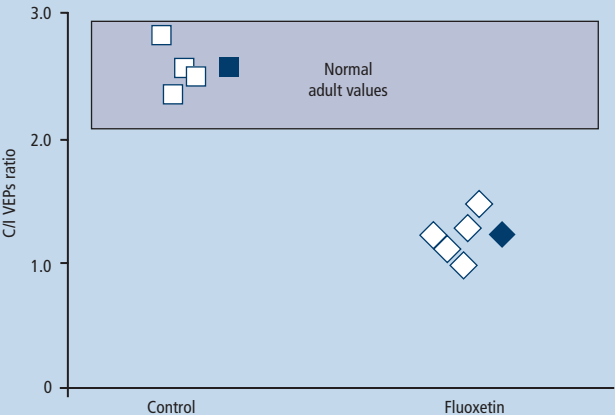 3.0
Normal
adult values
2.0
C/I VEPs ratio
1.0
0
Control
Fluoxetin